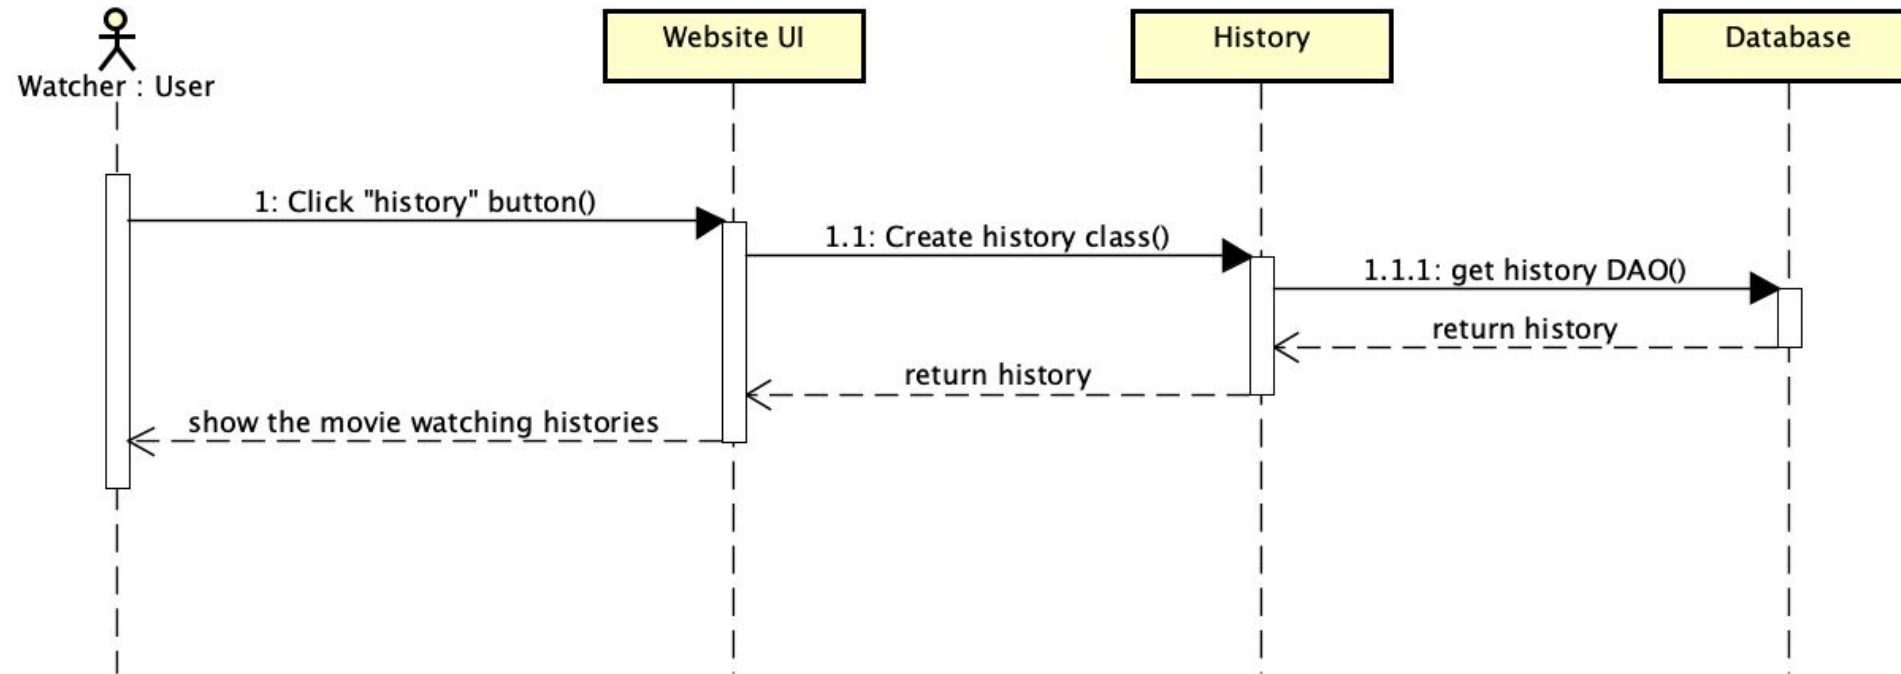 Watcher : User
Website UI
History
Database
1: Click "history" button()
1.1: Create history class()
1.1.1: get history DAO()
return history
return history
show the movie watching histories